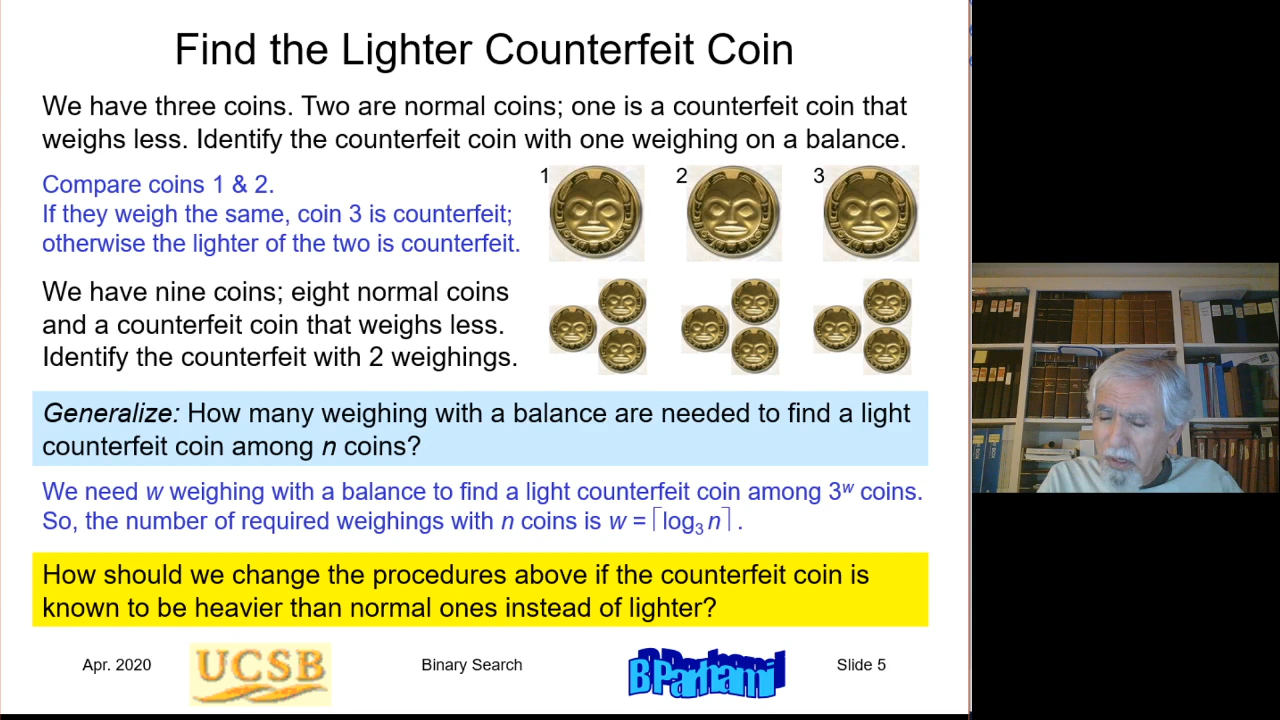 Find the Lighter Counterfeit Coin
We have three coins. Two are normal coins; one is a counterfeit coin that
weighs less. Identify the counterfeit coin with one weighing on a balance.
Compare coins 1 & 2.
If they weigh the same, coin 3 is counterfeit;
otherwise the lighter of the two is counterfeit.
1 2 3
We have nine coins; eight normal coins
and a counterfeit coin that weighs less.
Identify the counterfeit with 2 weighings.
Generalize: How many weighing with a balance are needed to find a light
counterfeit coin among n coins?
We need w weighing with a balance to find a light counterfeit coin among 3ʷ coins.
So, the number of required weighings with n coins is w = ⌈log₃ n⌉ .
How should we change the procedures above if the counterfeit coin is
known to be heavier than normal ones instead of lighter?
Apr. 2020 UCSB Binary Search BParhami Slide 5